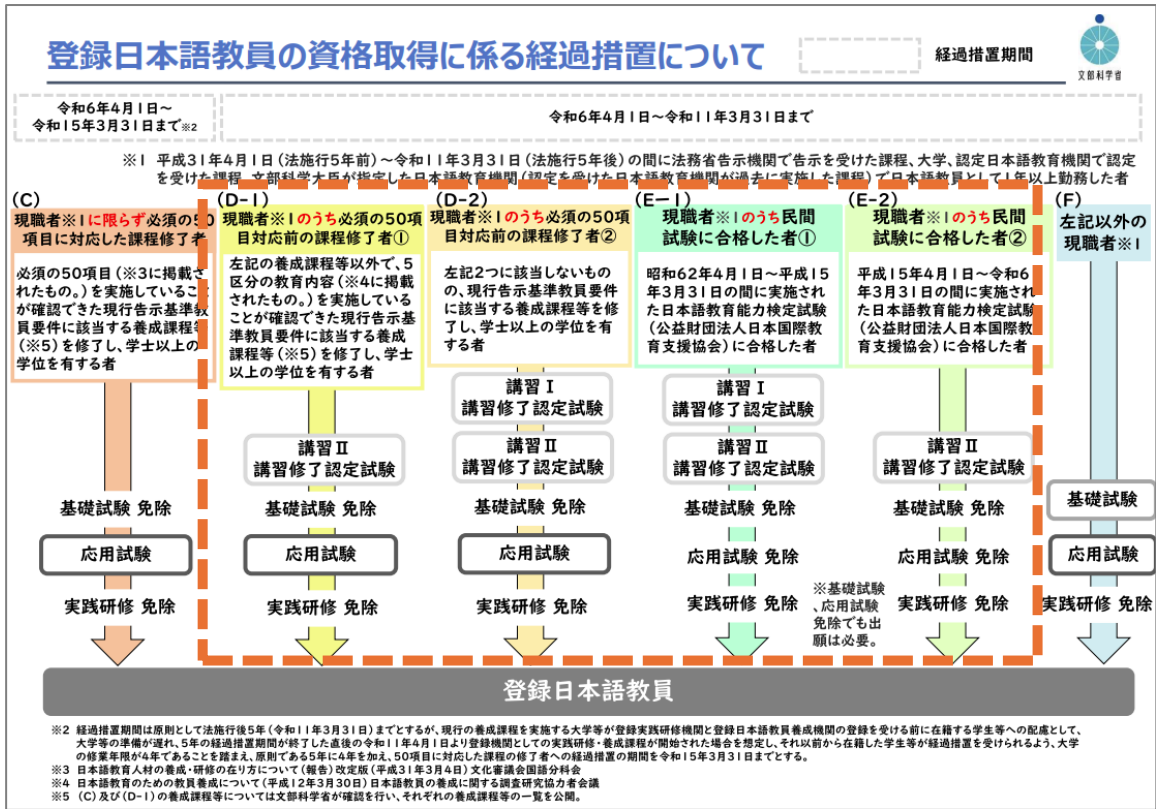 登録日本語教員の資格取得に係る経過措置について
経過措置期間
文部科学省
令和6年4月1日～
令和15年3月31日まで※2
令和6年4月1日～令和11年3月31日まで
※1 平成31年4月1日(法施行5年前)～令和11年3月31日(法施行5年後)の間に法務省告示機関で告示を受けた課程、大学、認定日本語教育機関で認定
を受けた課程、文部科学大臣が指定した日本語教育機関(認定を受けた日本語教育機関が過去に実施した課程)で日本語教員として1年以上勤務した者
(C)
現職者※1に限らず必須の50
項目に対応した課程修了者
必須の50項目(※3に掲載さ
れたもの。)を実施しているこ
とが確認できた現行告示基準教
員要件に該当する養成課程等
(※5)を修了し、学士以上の
学位を有する者
基礎試験 免除
応用試験
実践研修 免除
(D-1)
現職者※1のうち必須の50項
目対応前の課程修了者①
左記の養成課程等以外で、5
区分の教育内容(※4に掲載
されたもの。)を実施している
ことが確認できた現行告示基
準教員要件に該当する養成
課程等(※5)を修了し、学士
以上の学位を有する者
講習Ⅱ
講習修了認定試験
基礎試験 免除
応用試験
実践研修 免除
(D-2)
現職者※1のうち必須の50項
目対応前の課程修了者②
左記2つに該当しないもの
の、現行告示基準教員要件
に該当する養成課程等を修
了し、学士以上の学位を有
する者
講習Ⅰ
講習修了認定試験
講習Ⅱ
講習修了認定試験
基礎試験 免除
応用試験
実践研修 免除
(E-1)
現職者※1のうち民間
試験に合格した者①
昭和62年4月1日～平成15
年3月31日の間に実施され
た日本語教育能力検定試験
(公益財団法人日本国際教
育支援協会)に合格した者
講習Ⅰ
講習修了認定試験
講習Ⅱ
講習修了認定試験
基礎試験 免除
応用試験 免除
実践研修 免除
(E-2)
現職者※1のうち民間
試験に合格した者②
平成15年4月1日～令和6
年3月31日の間に実施され
た日本語教育能力検定試験
(公益財団法人日本国際教
育支援協会)に合格した者
講習Ⅱ
講習修了認定試験
基礎試験 免除
応用試験 免除
実践研修 免除
※基礎試験
、応用試験
免除でも出
願は必要。
(F)
左記以外の
現職者※1
基礎試験
応用試験
実践研修 免除
登録日本語教員
※2 経過措置期間は原則として法施行後5年(令和11年3月31日)までとするが、現行の養成課程を実施する大学等が登録実践研修機関と登録日本語教員養成機関の登録を受ける前に在籍する学生等への配慮として、
大学等の準備が遅れ、5年の経過措置期間が終了した直後の令和11年4月1日より登録機関としての実践研修・養成課程が開始された場合を想定し、それ以前から在籍した学生等が経過措置を受けられるよう、大学
の修業年限が4年であることを踏まえ、原則である5年に4年を加え、50項目に対応した課程の修了者への経過措置の期間を令和15年3月31日までとする。
※3 日本語教育人材の養成・研修の在り方について(報告)改定版(平成31年3月4日)文化審議会国語分科会
※4 日本語教育のための教員養成について(平成12年3月30日)日本語教員の養成に関する調査研究協力者会議
※5 (C)及び(D-1)の養成課程等については文部科学省が確認を行い、それぞれの養成課程等の一覧を公開。